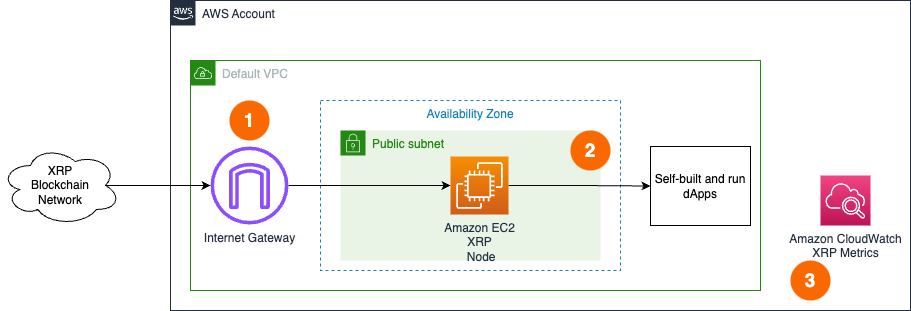 aws
AWS Account
Default VPC
Availability Zone
1
Public subnet
2
XRP
Blockchain
Network
Internet Gateway
Amazon EC2
XRP
Node
Self-built and run
dApps
Amazon CloudWatch
XRP Metrics
3